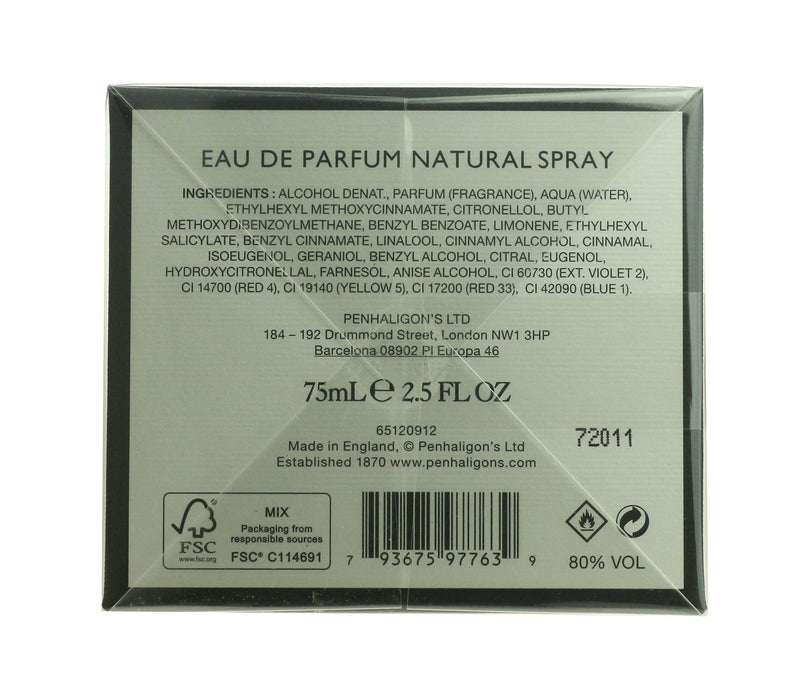 EAU DE PARFUM NATURAL SPRAY
INGREDIENTS : ALCOHOL DENAT., PARFUM (FRAGRANCE), AQUA (WATER),
ETHYLHEXYL METHOXYCINNAMATE, CITRONELLOL, BUTYL
METHOXYDIBENZOYLMETHANE, BENZYL BENZOATE, LIMONENE, ETHYLHEXYL
SALICYLATE, BENZYL CINNAMATE, LINALOOL, CINNAMYL ALCOHOL, CINNAMAL,
ISOEUGENOL, GERANIOL, BENZYL ALCOHOL, CITRAL, EUGENOL,
HYDROXYCITRONELLAL, FARNESOL, ANISE ALCOHOL, CI 60730 (EXT. VIOLET 2),
CI 14700 (RED 4), CI 19140 (YELLOW 5), CI 17200 (RED 33), CI 42090 (BLUE 1).
PENHALIGON'S LTD
184 – 192 Drummond Street, London NW1 3HP
Barcelona 08902 Pl Europa 46
75mL e 2.5 FL OZ
65120912
72011
Made in England, © Penhaligon's Ltd
Established 1870 www.penhaligons.com
FSC
www.fsc.org
MIX
Packaging from
responsible sources
FSC® C114691
7 93675 97763 9
80% VOL